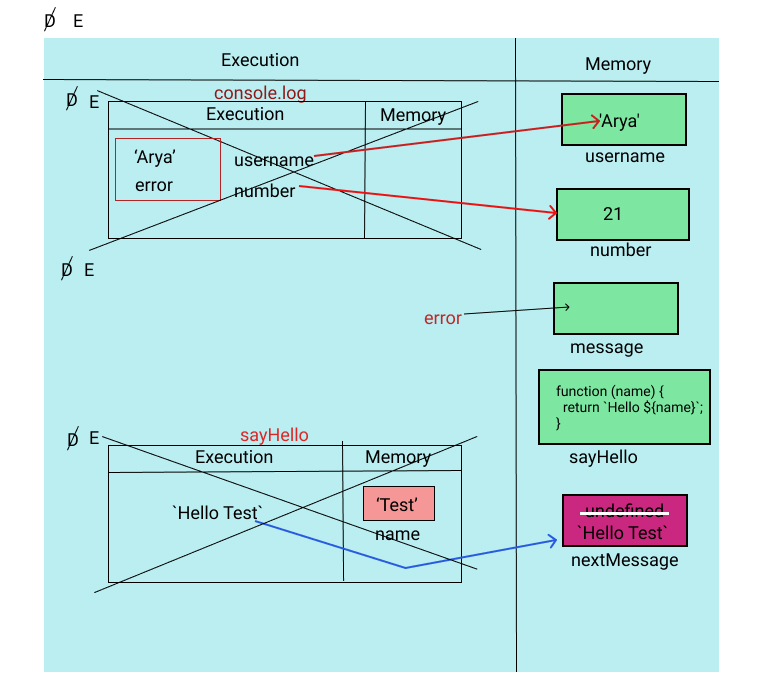 D E
Execution
Memory
D E
console.log
Execution
Memory
'Arya'
error
username
number
'Arya'
username
21
number
D E
error
message
function (name) {
return `Hello ${name}`;
}
sayHello
D E
sayHello
Execution
Memory
`Hello Test`
'Test'
name
undefined
`Hello Test`
nextMessage